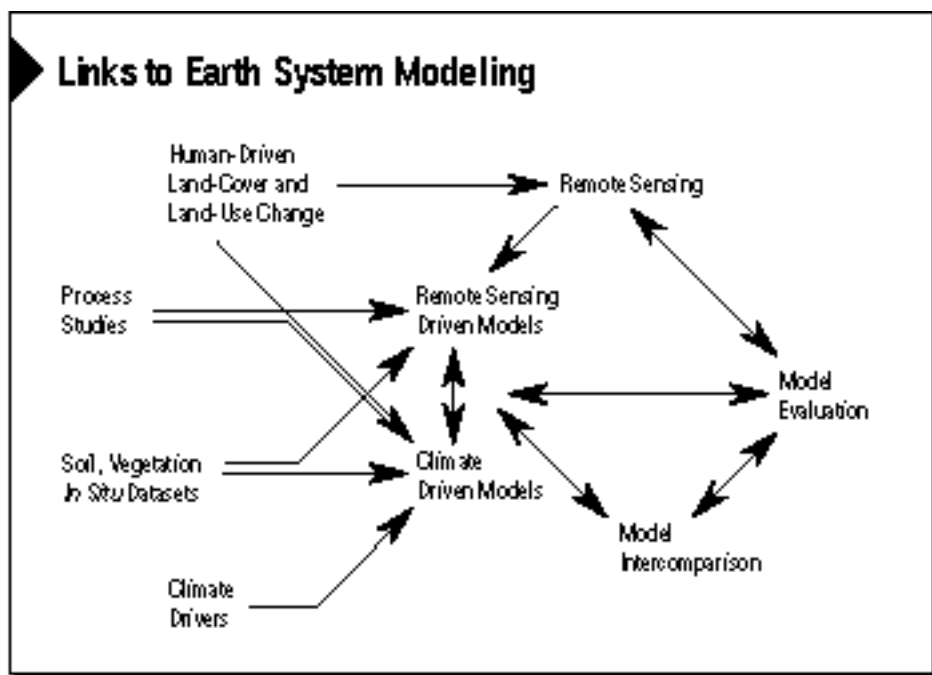 Links to Earth System Modeling
Human-Driven
Land-Cover and
Land-Use Change
Remote Sensing
Process
Studies
Remote Sensing
Driven Models
Model
Evaluation
Soil, Vegetation
In Situ Datasets
Climate
Driven Models
Model
Intercomparison
Climate
Drivers